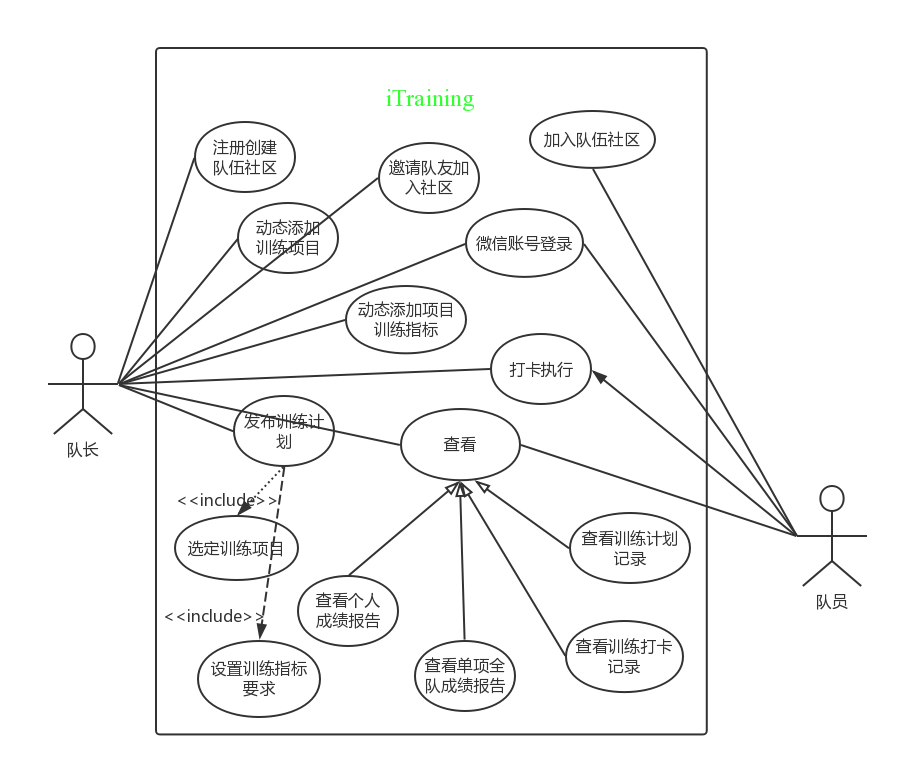 iTraining
注册创建
队伍社区
邀请队友加
入社区
加入队伍社区
动态添加
训练项目
微信账号登录
动态添加项目
训练指标
打卡执行
队长
发布训练计
划
查看
<<include>>
选定训练项目
查看训练计划
记录
队员
<<include>>
查看个人
成绩报告
设置训练指标
要求
查看单项全
队成绩报告
查看训练打卡
记录